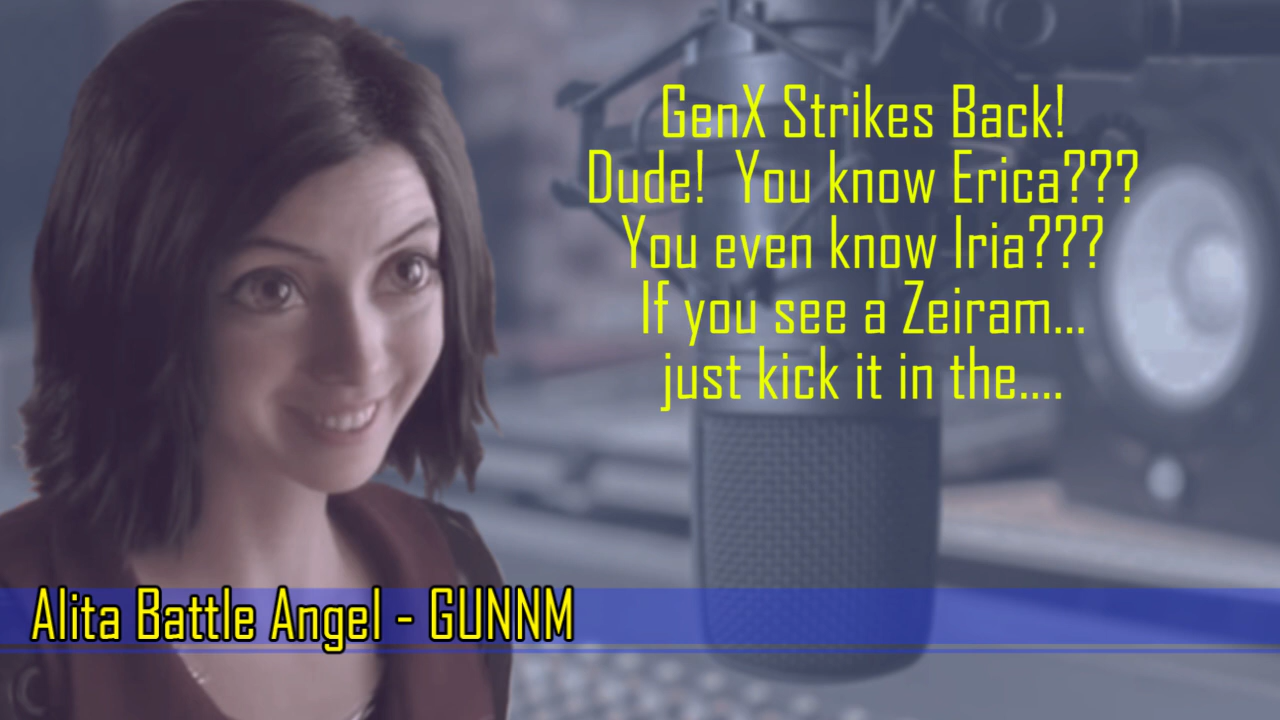 GenX Strikes Back!
Dude!  You know Erica???
You even know Iria???
If you see a Zeiram...
just kick it in the....
Alita Battle Angel - GUNNM